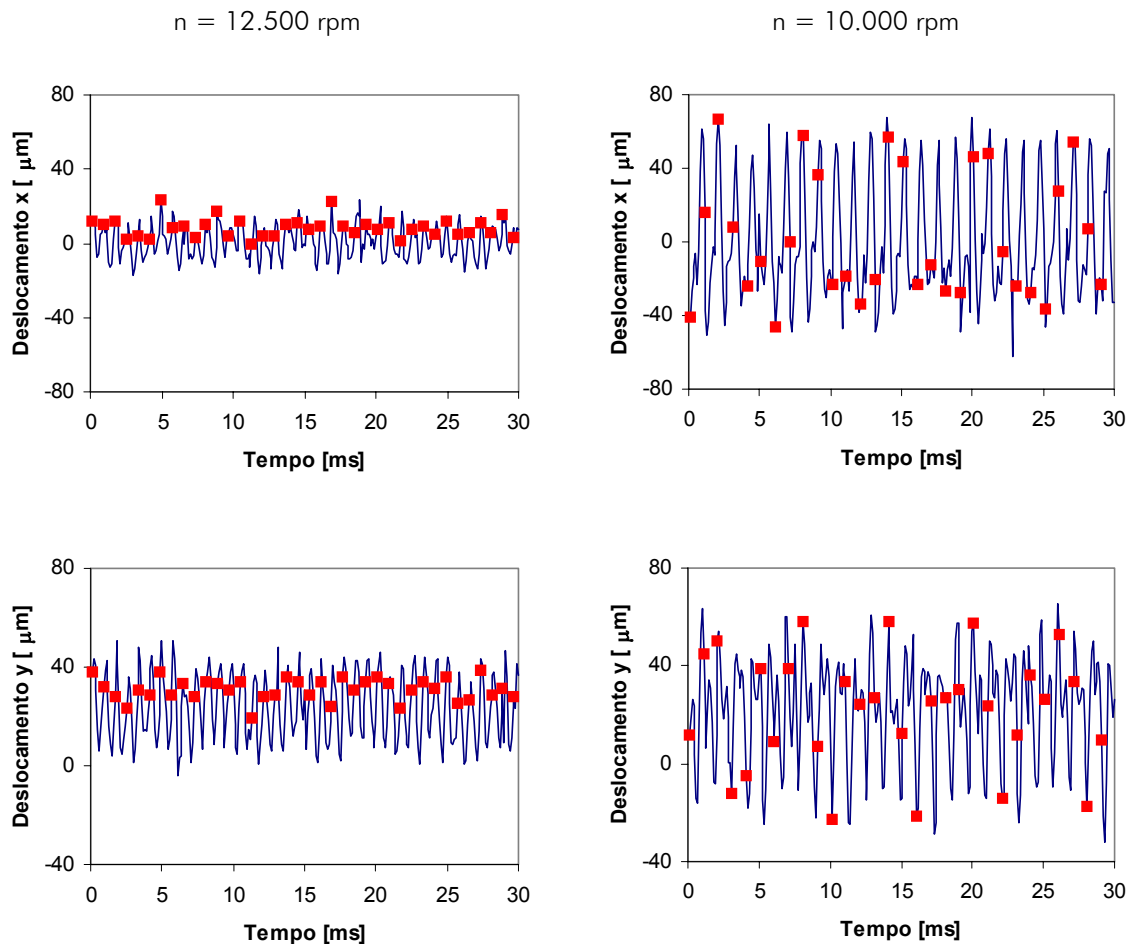 n = 12.500 rpm
n = 10.000 rpm
80
40
0
-40
-80
Deslocamento x [ μm]
0 5 10 15 20 25 30
Tempo [ms]
80
40
0
-40
-80
Deslocamento x [ μm]
0 5 10 15 20 25 30
Tempo [ms]
80
40
0
-40
Deslocamento y [ μm]
0 5 10 15 20 25 30
Tempo [ms]
80
40
0
-40
Deslocamento y [ μm]
0 5 10 15 20 25 30
Tempo [ms]